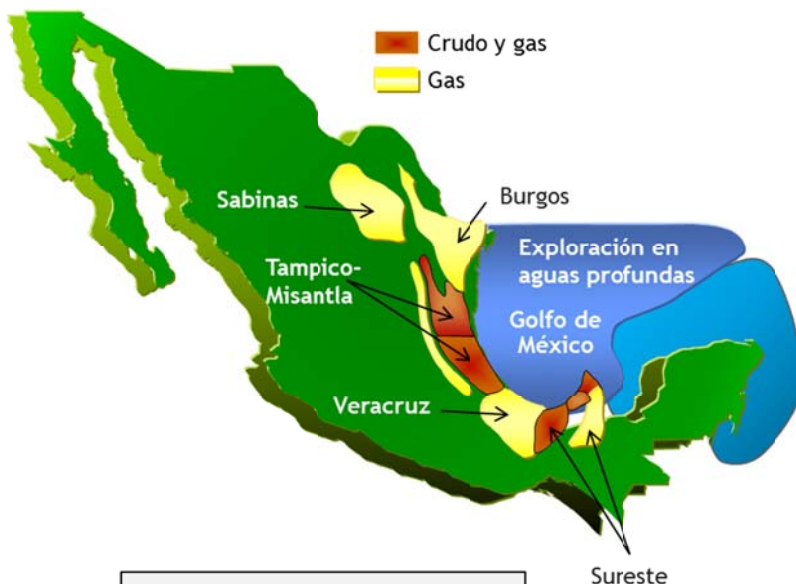 Crudo y gas
Gas
Sabinas
Burgos
Exploración en
aguas profundas
Tampico-
Misantla
Golfo de
México
Veracruz
Sureste